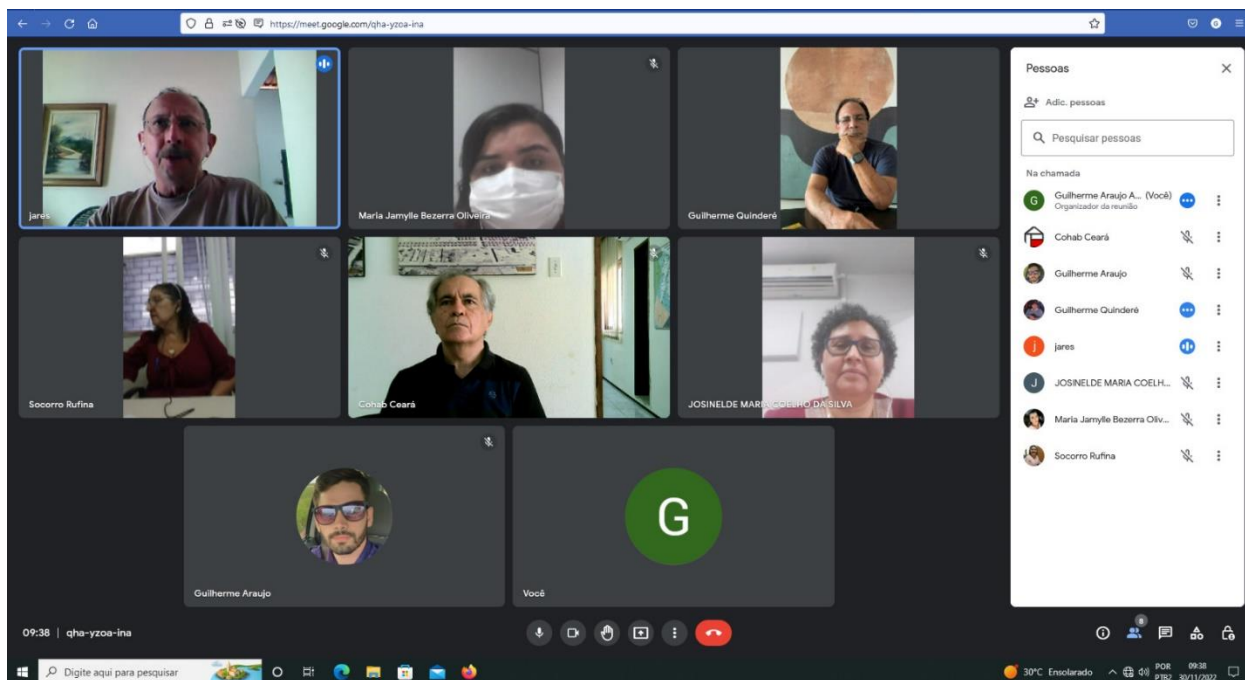 https://meet.google.com/qha-yzoa-ina
jares
Maria Jamylle Bezerra Oliveira
Guilherme Quinderé
Socorro Rufina
Cohab Ceará
JOSINELDE MARIA COELHO DA SILVA
Guilherme Araujo
G
Você
Pessoas
Adic. pessoas
Pesquisar pessoas
Na chamada
G
Guilherme Araujo A... (Você)
Organizador da reunião
Cohab Ceará
Guilherme Araujo
Guilherme Quinderé
j
jares
J
JOSINELDE MARIA COELH...
Maria Jamylle Bezerra Oliv...
Socorro Rufina
09:38 | qha-yzoa-ina
8
Digite aqui para pesquisar
30°C Ensolarado
POR
PTB2
09:38
30/11/2022